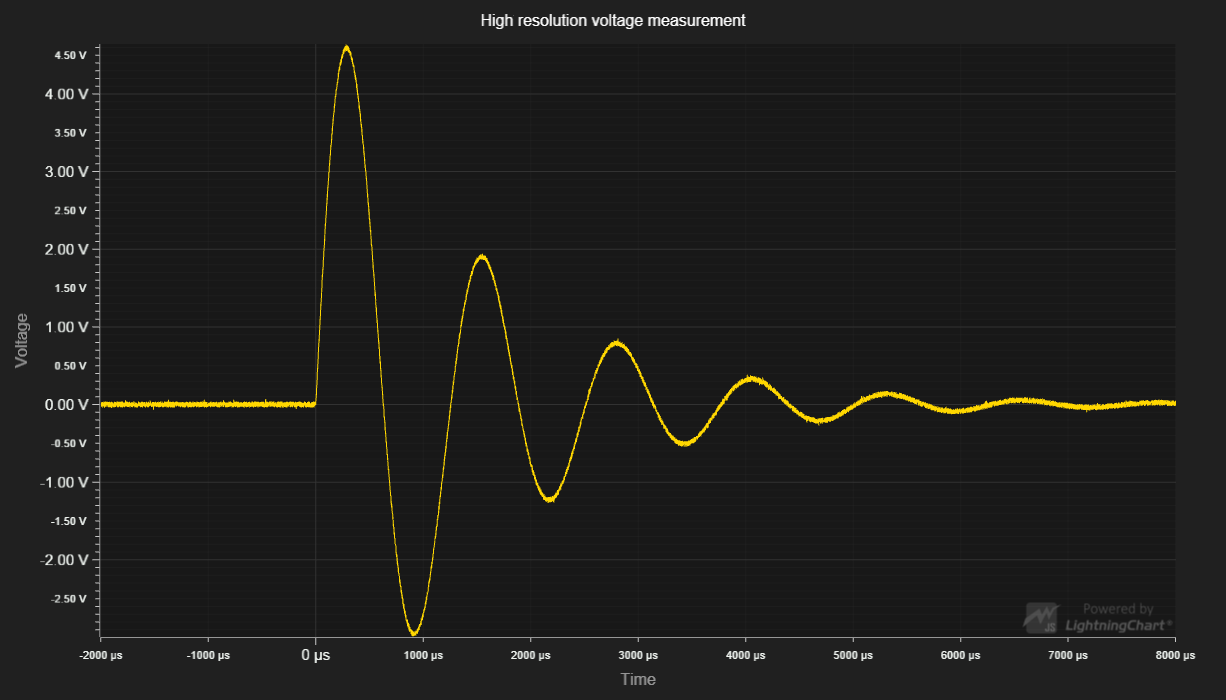 High resolution voltage measurement
4.50 V
4.00 V
3.50 V
3.00 V
2.50 V
2.00 V
1.50 V
1.00 V
0.50 V
0.00 V
-0.50 V
-1.00 V
-1.50 V
-2.00 V
-2.50 V
Voltage
-2000 µs -1000 µs 0 µs 1000 µs 2000 µs 3000 µs 4000 µs 5000 µs 6000 µs 7000 µs 8000 µs
Time
Powered by
JS LightningChart®